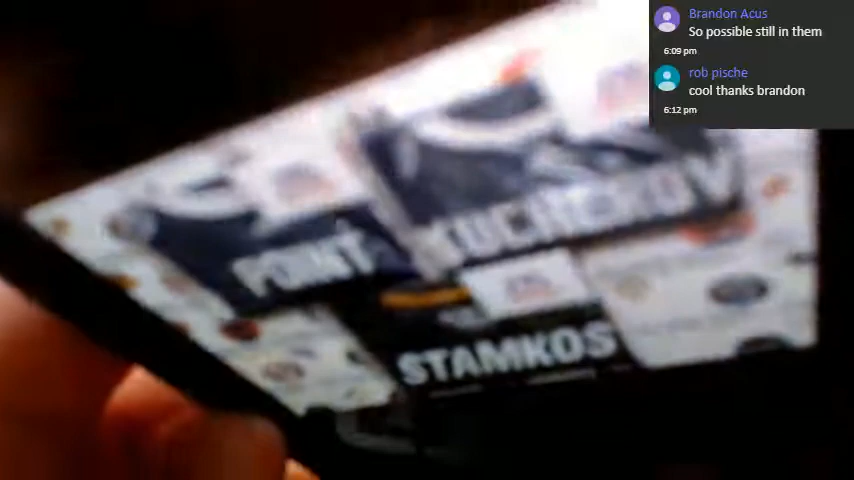 Brandon Acus
So possible still in them
6:09 pm
rob pische
cool thanks brandon
6:12 pm
POINT
KUCHEROV
STAMKOS